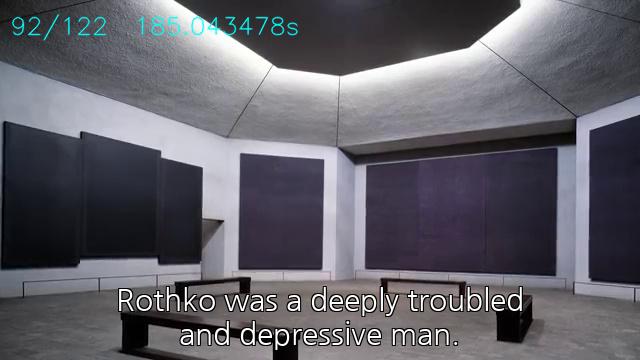 92/122 185.043478s
Rothko was a deeply troubled
and depressive man.